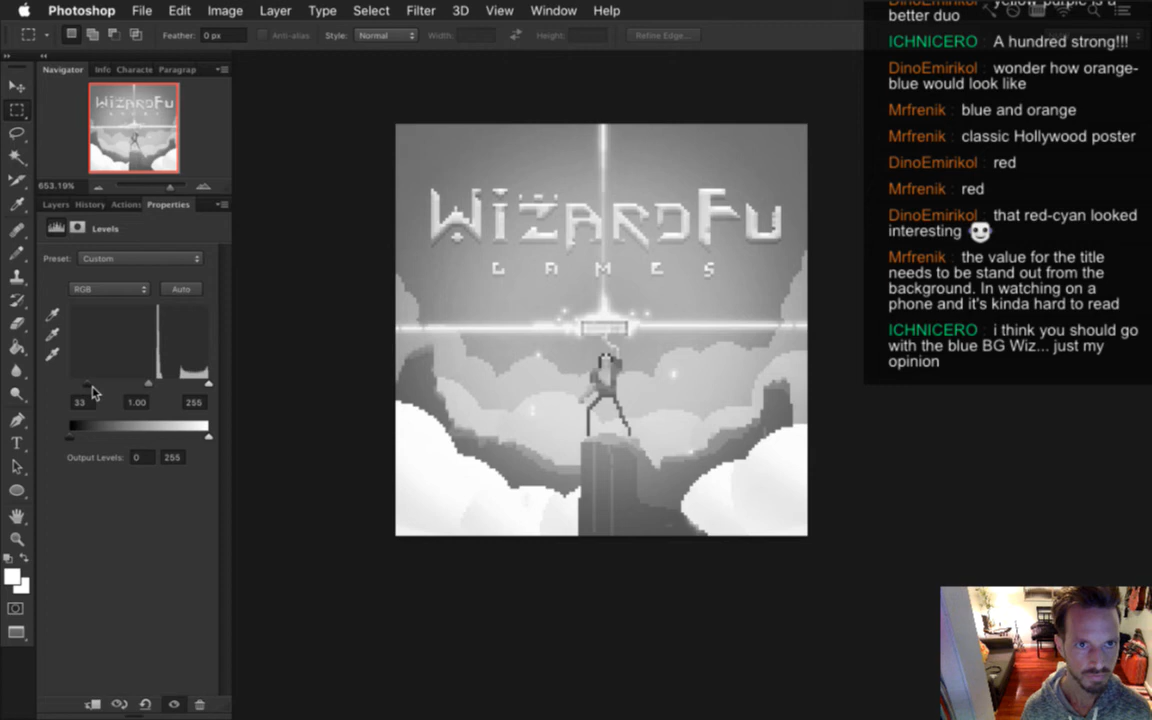 Photoshop File Edit Image Layer Type Select Filter 3D View Window Help
Feather: 0 px Anti-alias Style: Normal Width: Height: Refine Edge...
Navigator Info Characte Paragrap
WIZARDFU
GAMES
653.19%
Layers History Actions Properties
Levels
Preset: Custom
RGB Auto
33 1.00 255
Output Levels: 0 255
WIZARDFU
GAMES
DinoEmirikol : yellow purple is a
better duo
ICHNICERO : A hundred strong!!!
DinoEmirikol : wonder how orange-
blue would look like
Mrfrenik : blue and orange
Mrfrenik : classic Hollywood poster
DinoEmirikol : red
Mrfrenik : red
DinoEmirikol : that red-cyan looked
interesting
Mrfrenik : the value for the title
needs to be stand out from the
background. In watching on a
phone and it's kinda hard to read
ICHNICERO : i think you should go
with the blue BG Wiz... just my
opinion